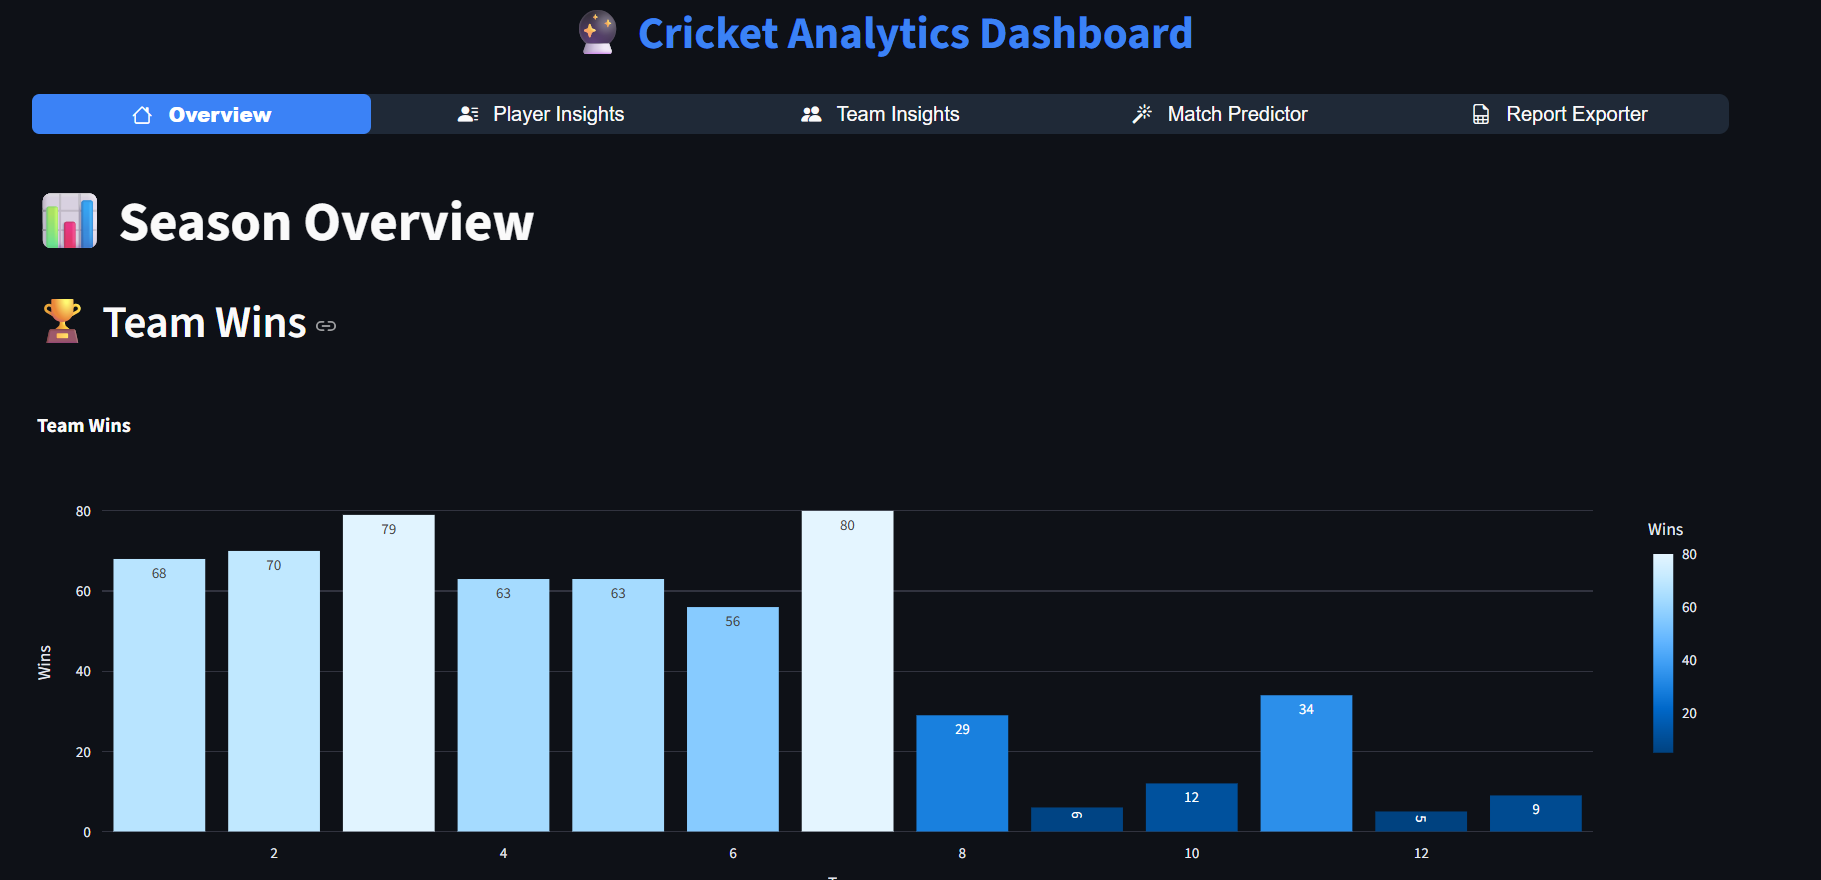 Cricket Analytics Dashboard
Overview Player Insights Team Insights Match Predictor Report Exporter
Season Overview
Team Wins
Team Wins
Wins
80
60
40
20
0
68 70 79 63 63 56 80 29 6 12 34 5 9
2 4 6 8 10 12
Wins
80
60
40
20